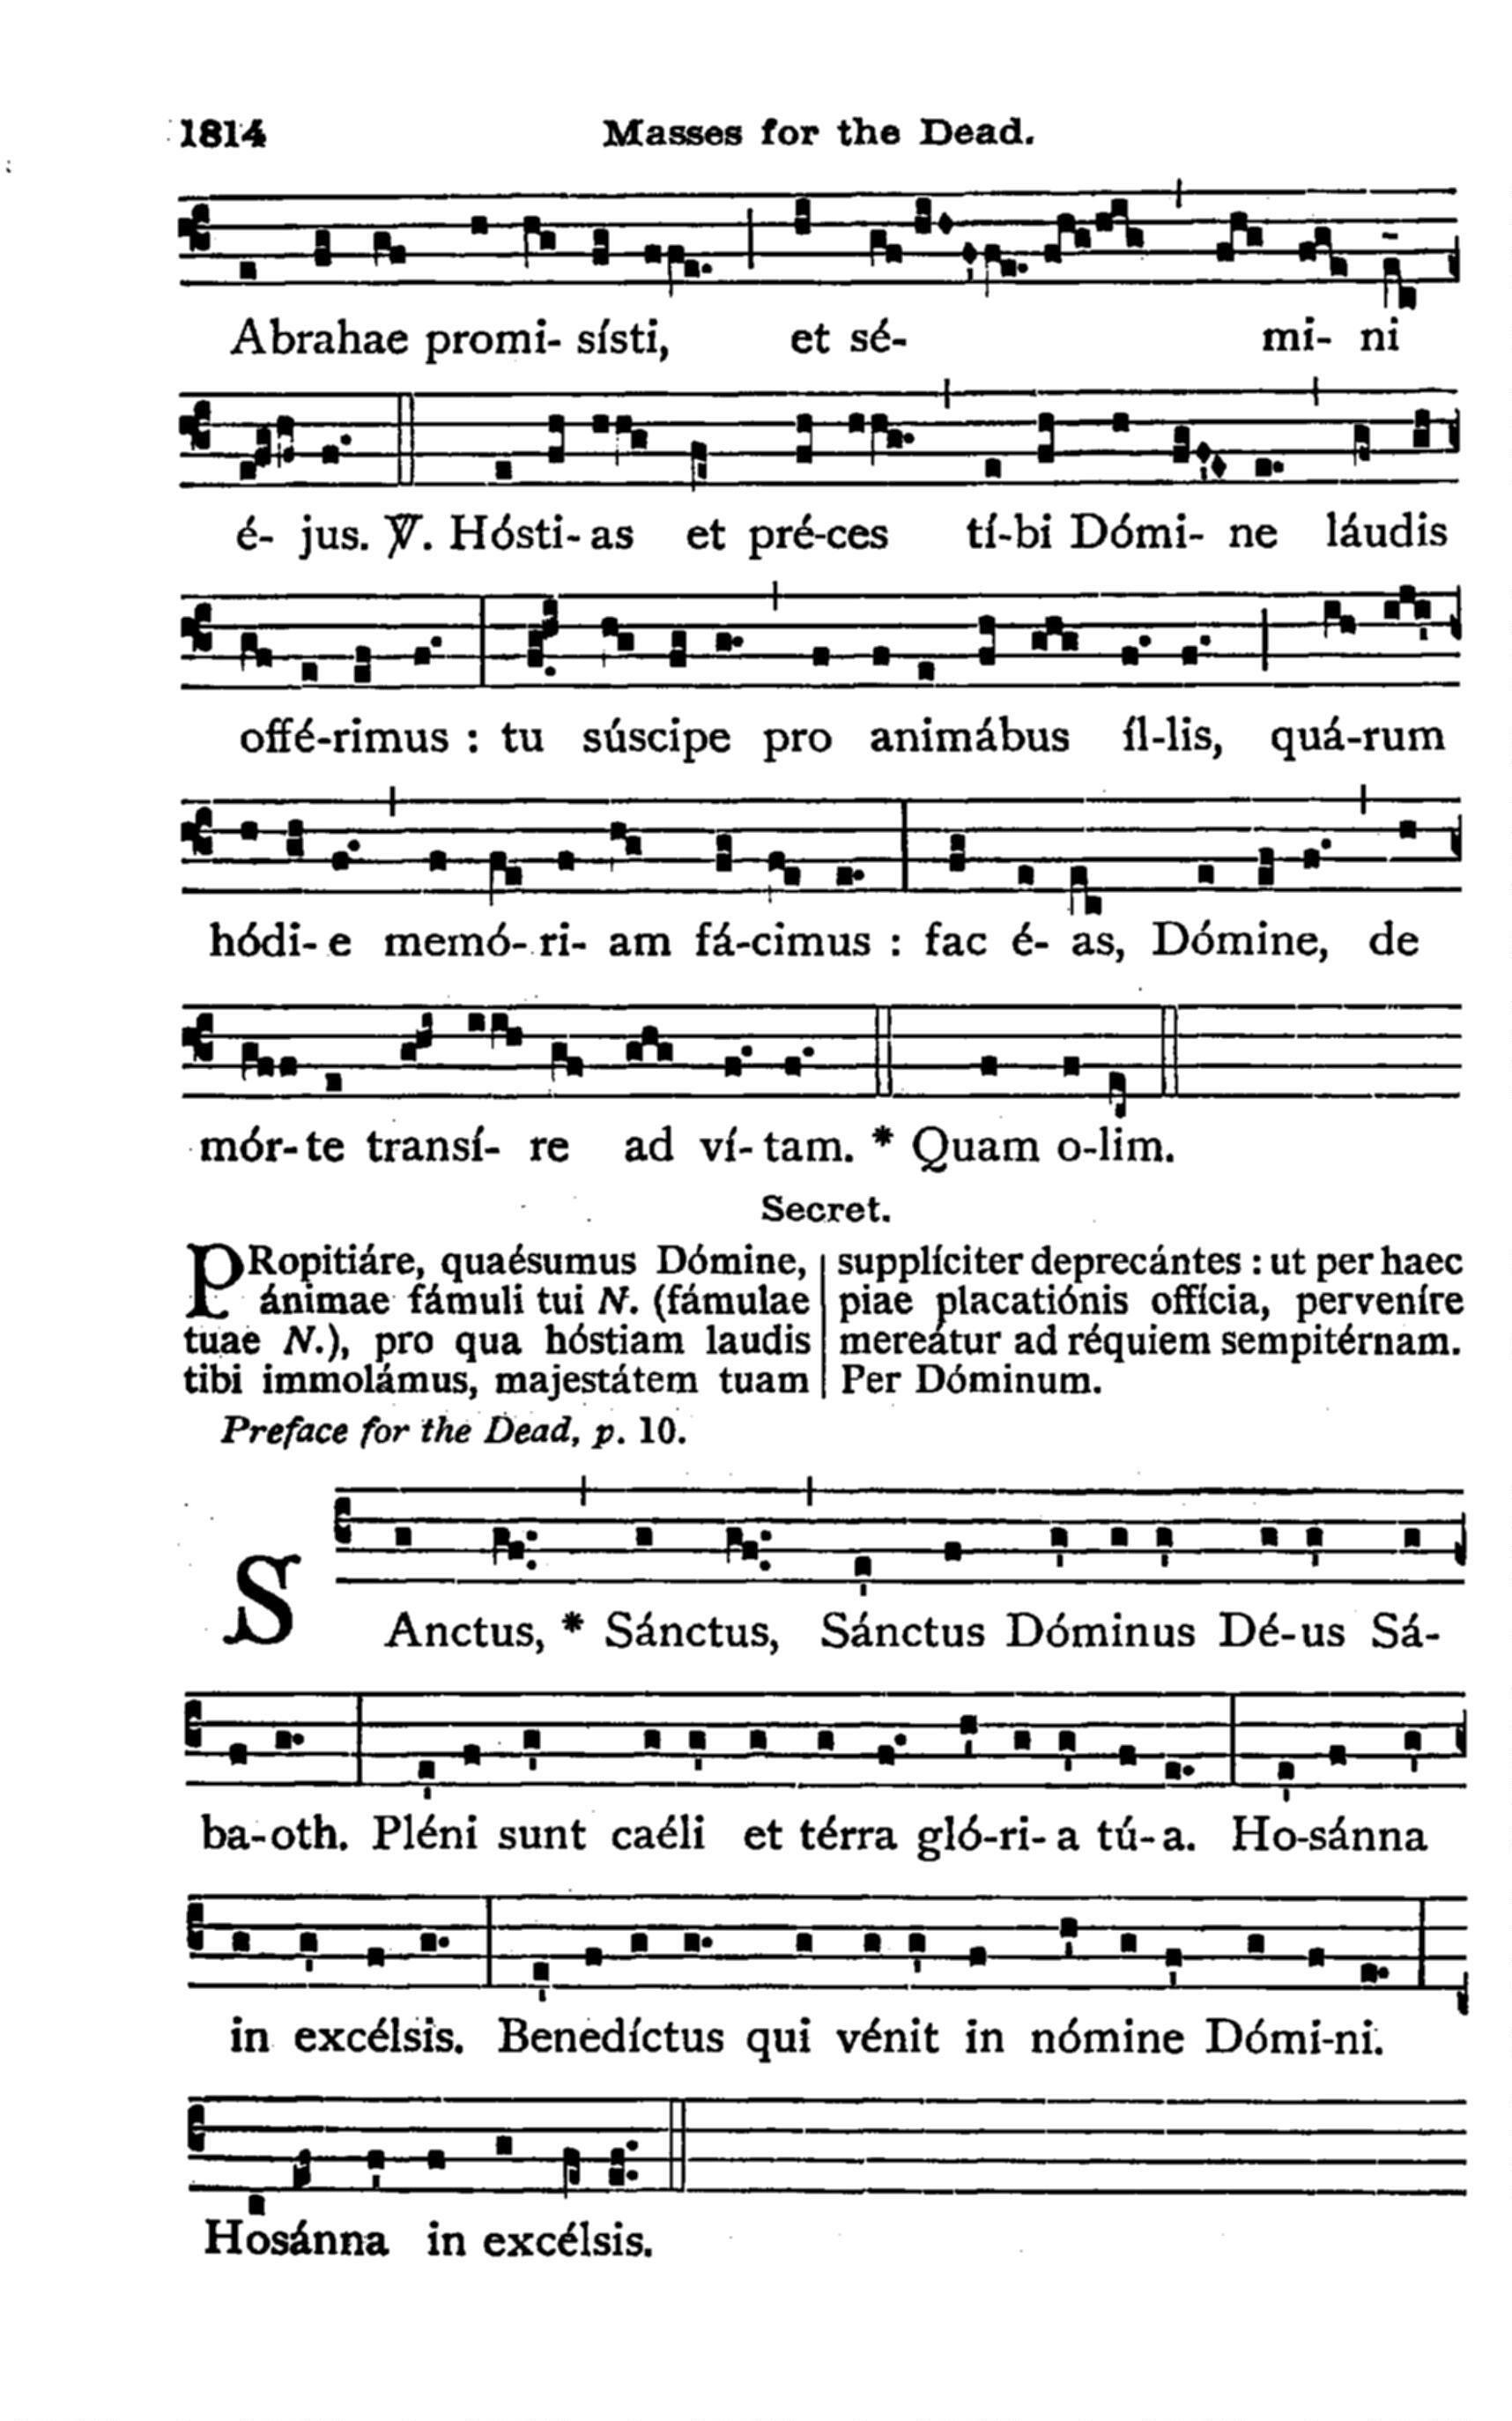 1814 Masses for the Dead.
Abrahae promi- sísti, et sé- mi- ni
é- jus. ℣. Hósti- as et pré-ces tí-bi Dómi- ne láudis
offé-rimus : tu súscipe pro animábus íl-lis, quá-rum
hódi- e memó- ri- am fá-cimus : fac é- as, Dómine, de
mór- te transí- re ad ví- tam. * Quam o-lim.
Secret.
PRopitiáre, quaésumus Dómine,
ánimae fámuli tui N. (fámulae
tuae N.), pro qua hóstiam laudis
tibi immolámus, majestátem tuam
supplíciter deprecántes : ut per haec
piae placatiónis offícia, perveníre
mereátur ad réquiem sempitérnam.
Per Dóminum.
Preface for the Dead, p. 10.
SAnctus, * Sánctus, Sánctus Dóminus Dé-us Sá-
ba-oth. Pléni sunt caéli et térra gló-ri- a tú- a. Ho-sánna
in excélsis. Benedíctus qui vénit in nómine Dómi-ni.
Hosánna in excélsis.